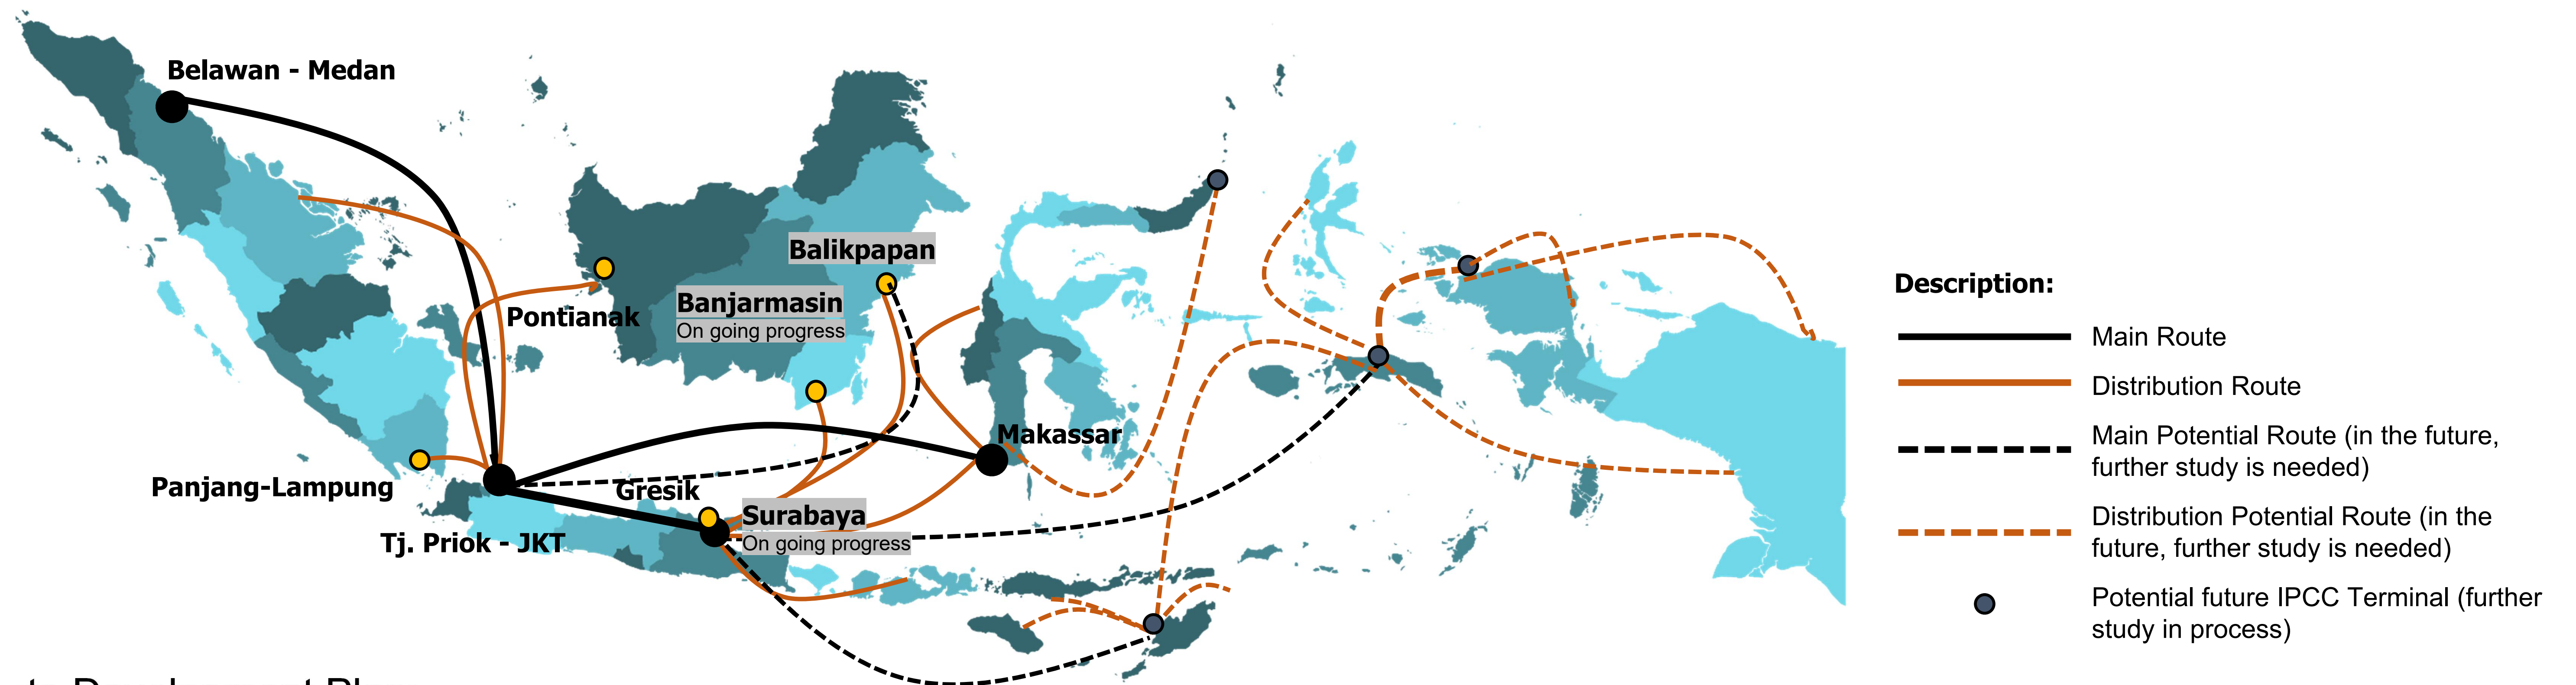 Belawan - Medan
Balikpapan
Banjarmasin
On going progress
Pontianak
Makassar
Panjang-Lampung
Gresik
Surabaya
On going progress
Tj. Priok - JKT
Description:
Main Route
Distribution Route
Main Potential Route (in the future,
further study is needed)
Distribution Potential Route (in the
future, further study is needed)
Potential future IPCC Terminal (further
study in process)